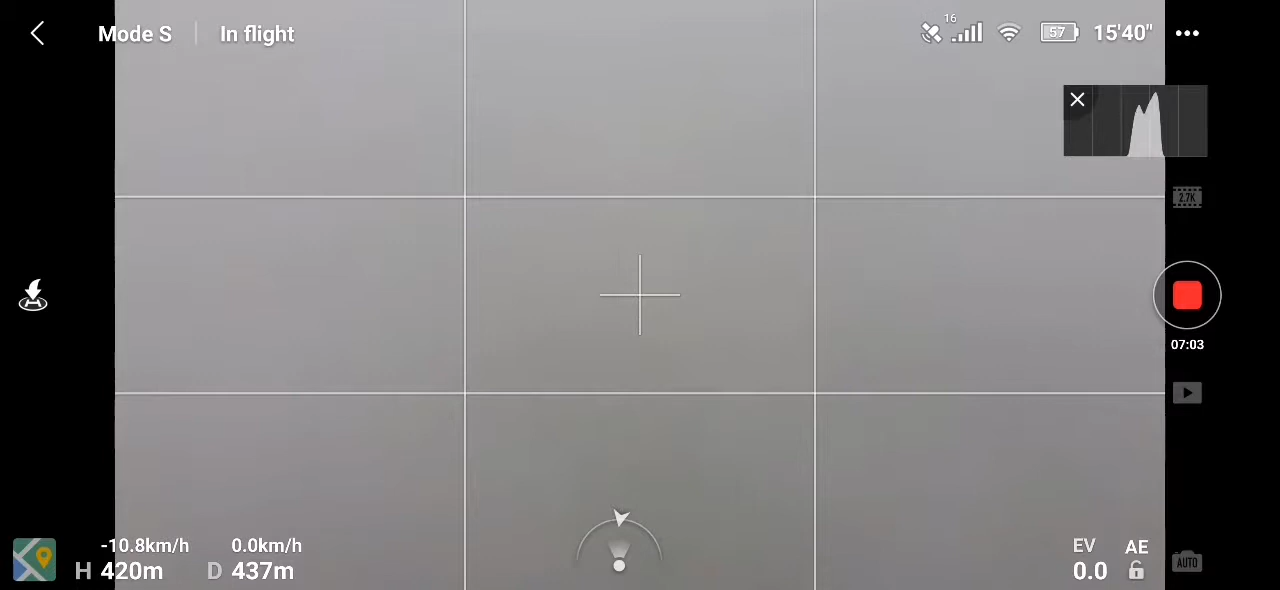 Mode S In flight 16 57 15'40"
2.7K
07:03
-10.8km/h 0.0km/h
H 420m D 437m
EV AE
0.0 AUTO